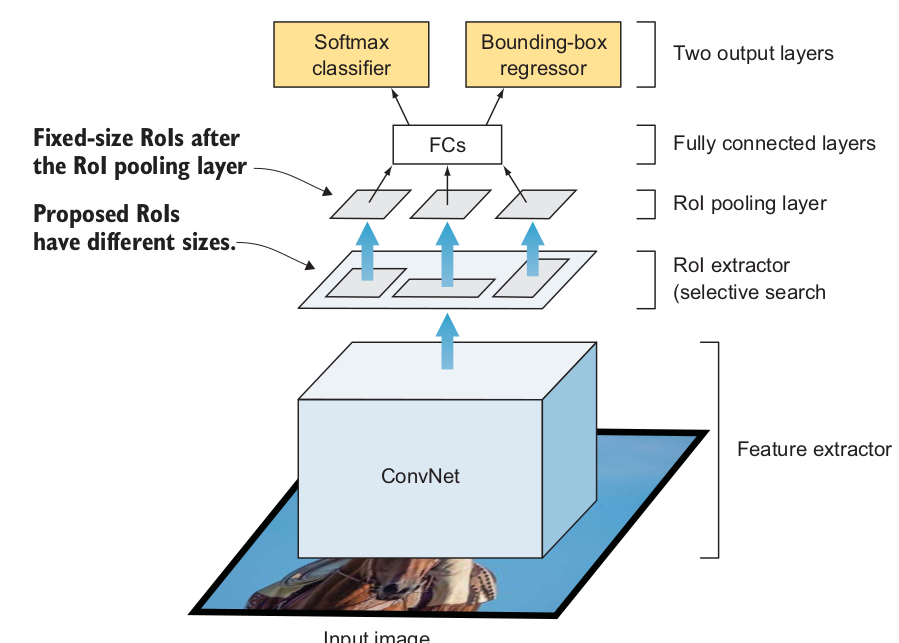 Softmax
classifier
Bounding-box
regressor
Two output layers
Fixed-size RoIs after
the RoI pooling layer
FCs
Fully connected layers
RoI pooling layer
Proposed RoIs
have different sizes.
RoI extractor
(selective search
ConvNet
Feature extractor
Input image